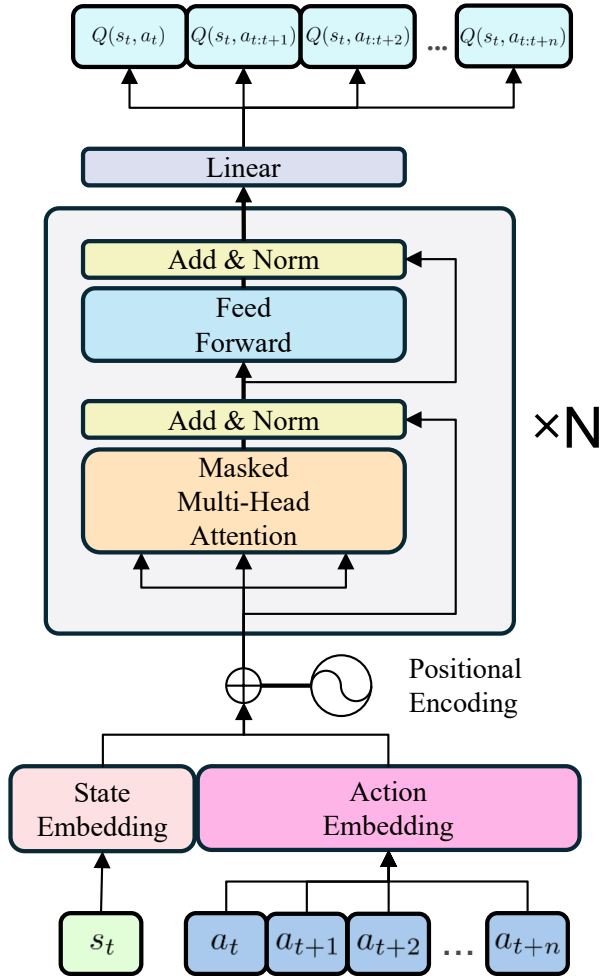 Q(s_t, a_t) Q(s_t, a_{t:t+1}) Q(s_t, a_{t:t+2}) ... Q(s_t, a_{t:t+n})
Linear
Add & Norm
Feed
Forward
Add & Norm
×N
Masked
Multi-Head
Attention
Positional
Encoding
State
Embedding
Action
Embedding
s_t
a_t a_{t+1} a_{t+2} ... a_{t+n}